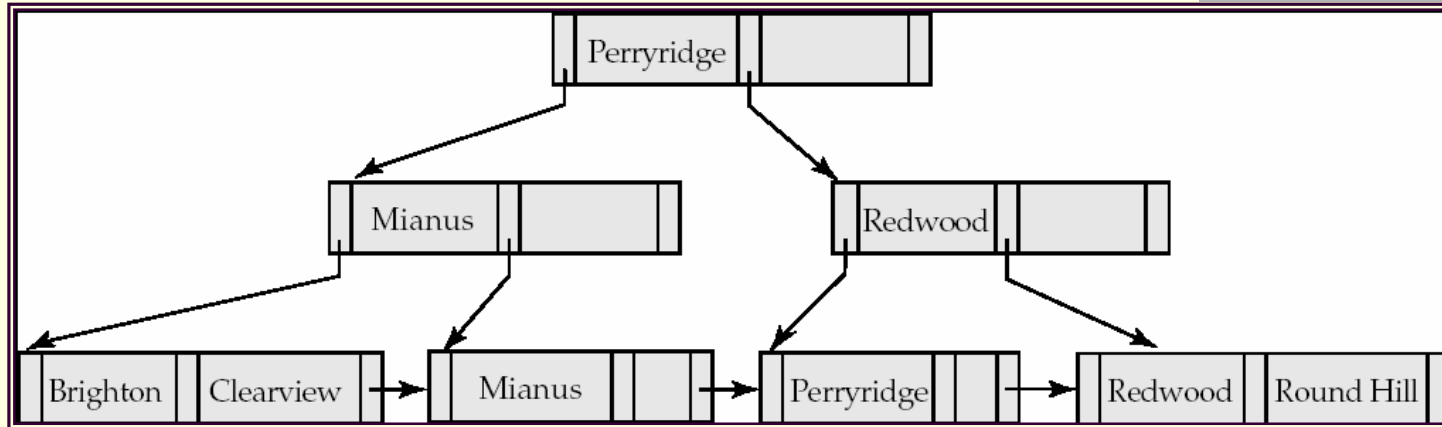 Perryridge
Mianus
Redwood
Brighton
Clearview
Mianus
Perryridge
Redwood
Round Hill